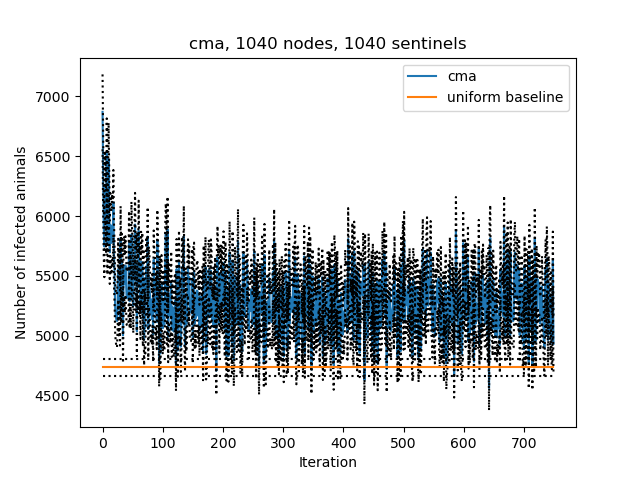 cma, 1040 nodes, 1040 sentinels
cma
uniform baseline
Number of infected animals
7000
6500
6000
5500
5000
4500
0 100 200 300 400 500 600 700
Iteration